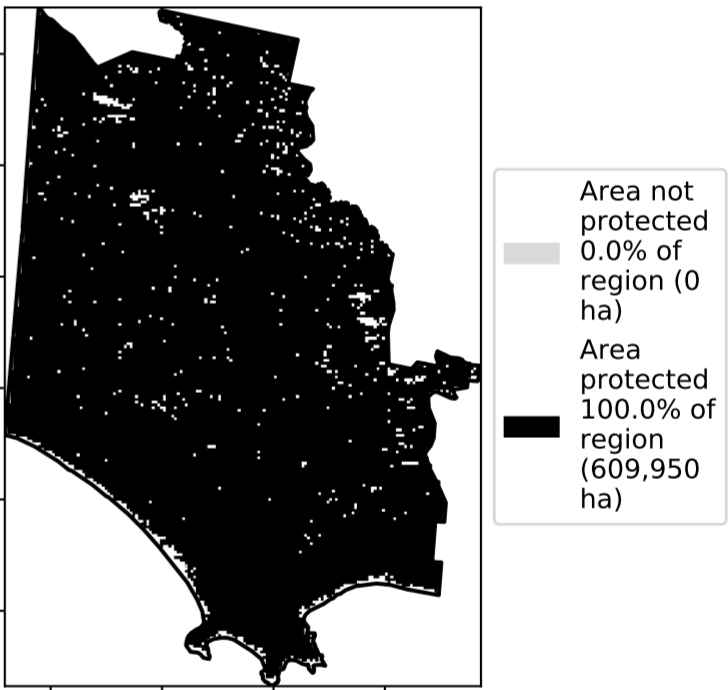 Area not
protected
0.0% of
region (0
ha)
Area
protected
100.0% of
region
(609,950
ha)